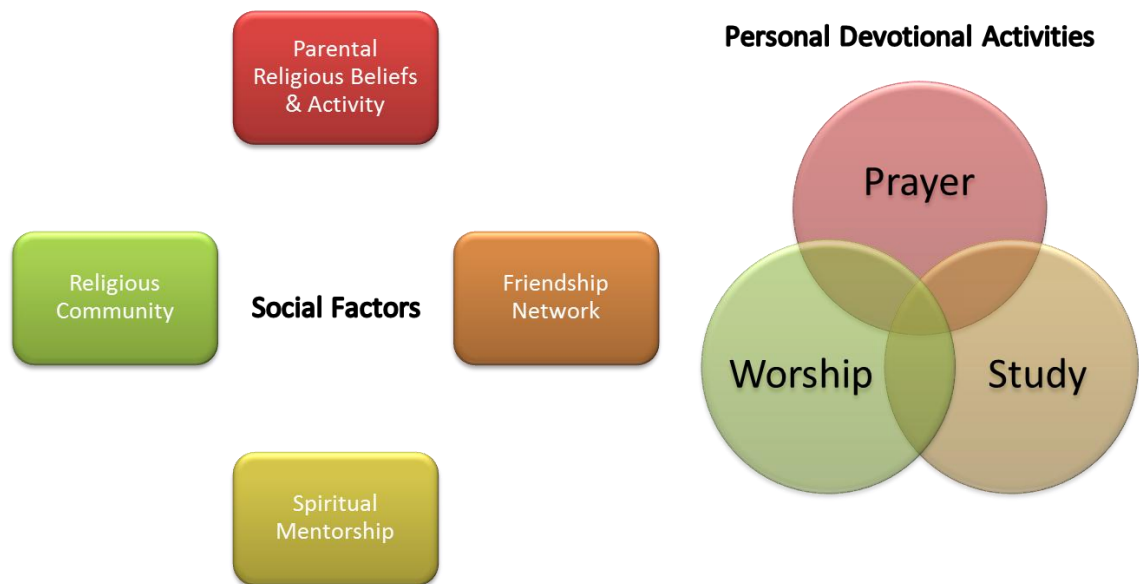 Parental
Religious Beliefs
& Activity
Religious
Community
Social Factors
Friendship
Network
Spiritual
Mentorship
Personal Devotional Activities
Prayer
Worship
Study